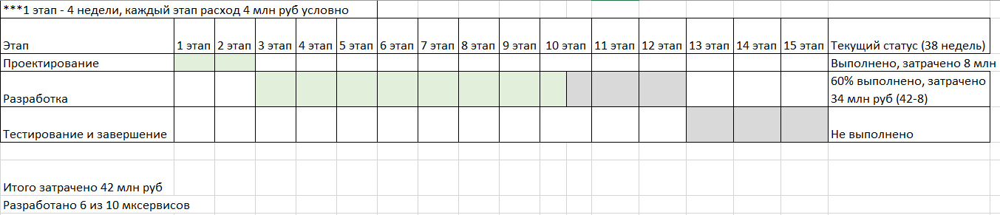 ***1 этап - 4 недели, каждый этап расход 4 млн руб условно
Этап 1 этап 2 этап 3 этап 4 этап 5 этап 6 этап 7 этап 8 этап 9 этап 10 этап 11 этап 12 этап 13 этап 14 этап 15 этап Текущий статус (38 недель)
Проектирование Выполнено, затрачено 8 млн
Разработка 60% выполнено, затрачено
34 млн руб (42-8)
Тестирование и завершение Не выполнено
Итого затрачено 42 млн руб
Разработано 6 из 10 мксервисов